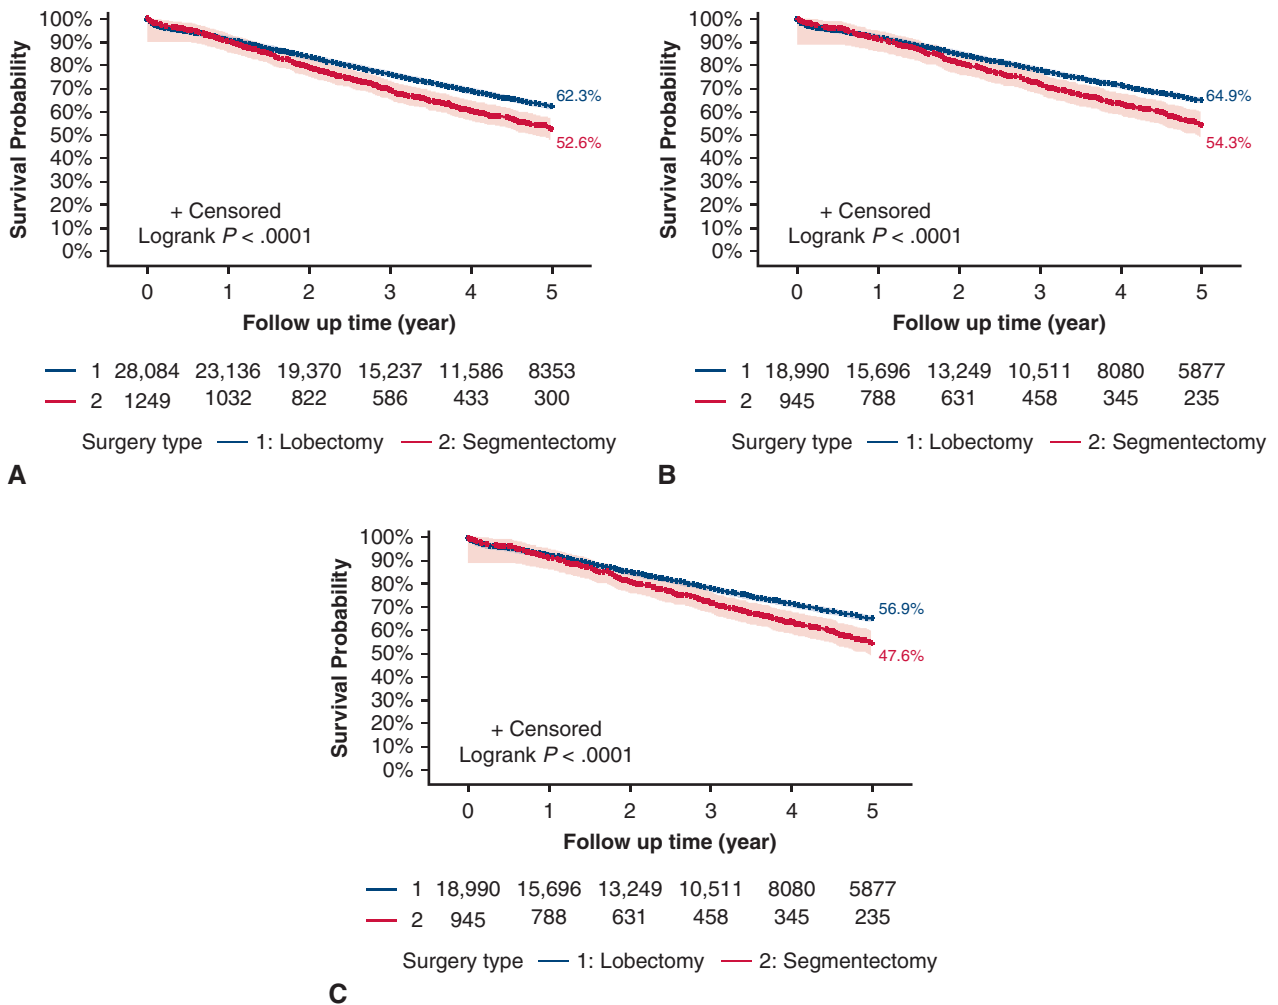 100%
90%
80%
70%
60%
50%
40%
30%
20%
10%
0%
Survival Probability
62.3%
52.6%
+ Censored
Logrank P < .0001
0 1 2 3 4 5
Follow up time (year)
1 28,084 23,136 19,370 15,237 11,586 8353
2 1249 1032 822 586 433 300
Surgery type 1: Lobectomy 2: Segmentectomy
A
100%
90%
80%
70%
60%
50%
40%
30%
20%
10%
0%
Survival Probability
64.9%
54.3%
+ Censored
Logrank P < .0001
0 1 2 3 4 5
Follow up time (year)
1 18,990 15,696 13,249 10,511 8080 5877
2 945 788 631 458 345 235
Surgery type 1: Lobectomy 2: Segmentectomy
B
100%
90%
80%
70%
60%
50%
40%
30%
20%
10%
0%
Survival Probability
56.9%
47.6%
+ Censored
Logrank P < .0001
0 1 2 3 4 5
Follow up time (year)
1 18,990 15,696 13,249 10,511 8080 5877
2 945 788 631 458 345 235
Surgery type 1: Lobectomy 2: Segmentectomy
C